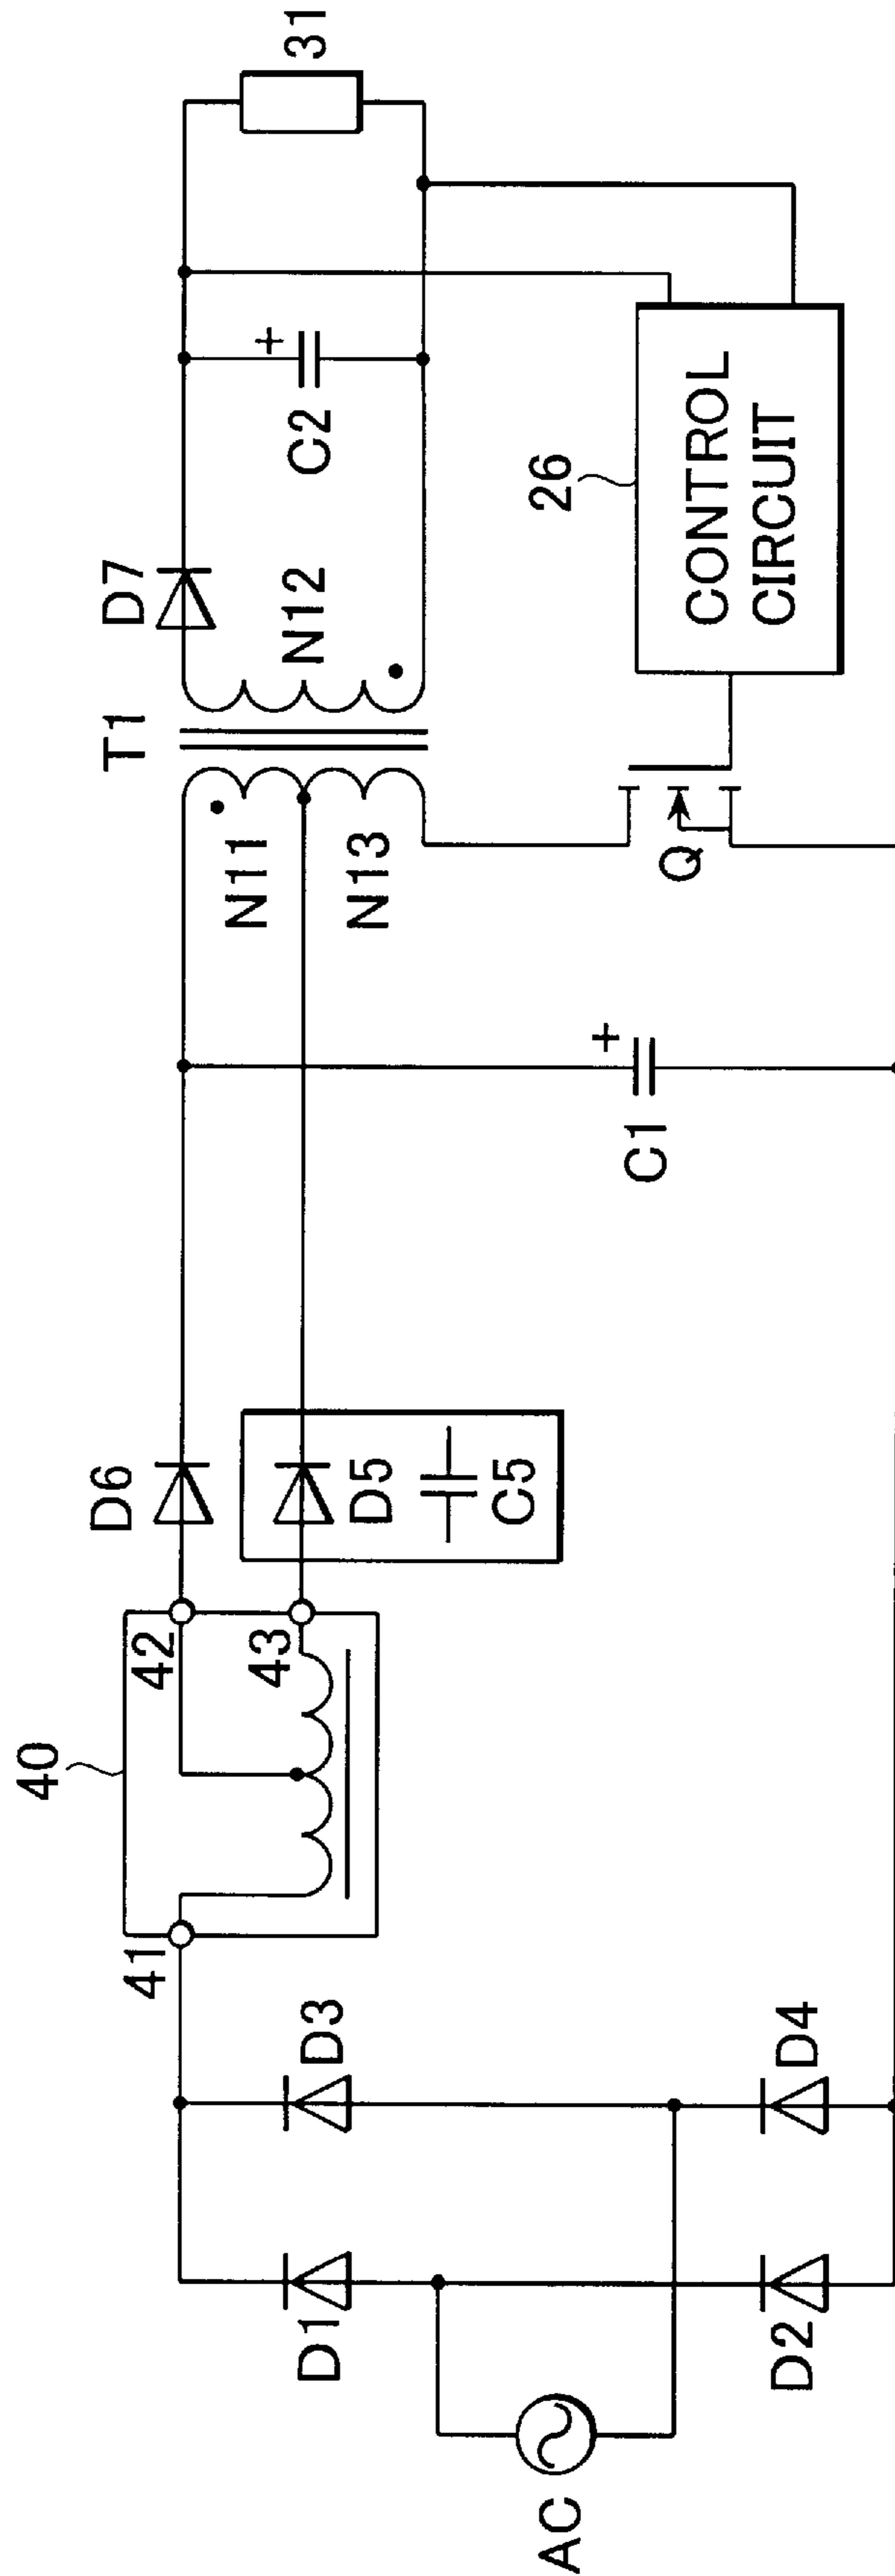 AC
D1
D2
D3
D4
41
40
42
43
D6
D5
C5
C1
+
T1
N11
N13
N12
D7
C2
+
31
Q
26
CONTROL
CIRCUIT